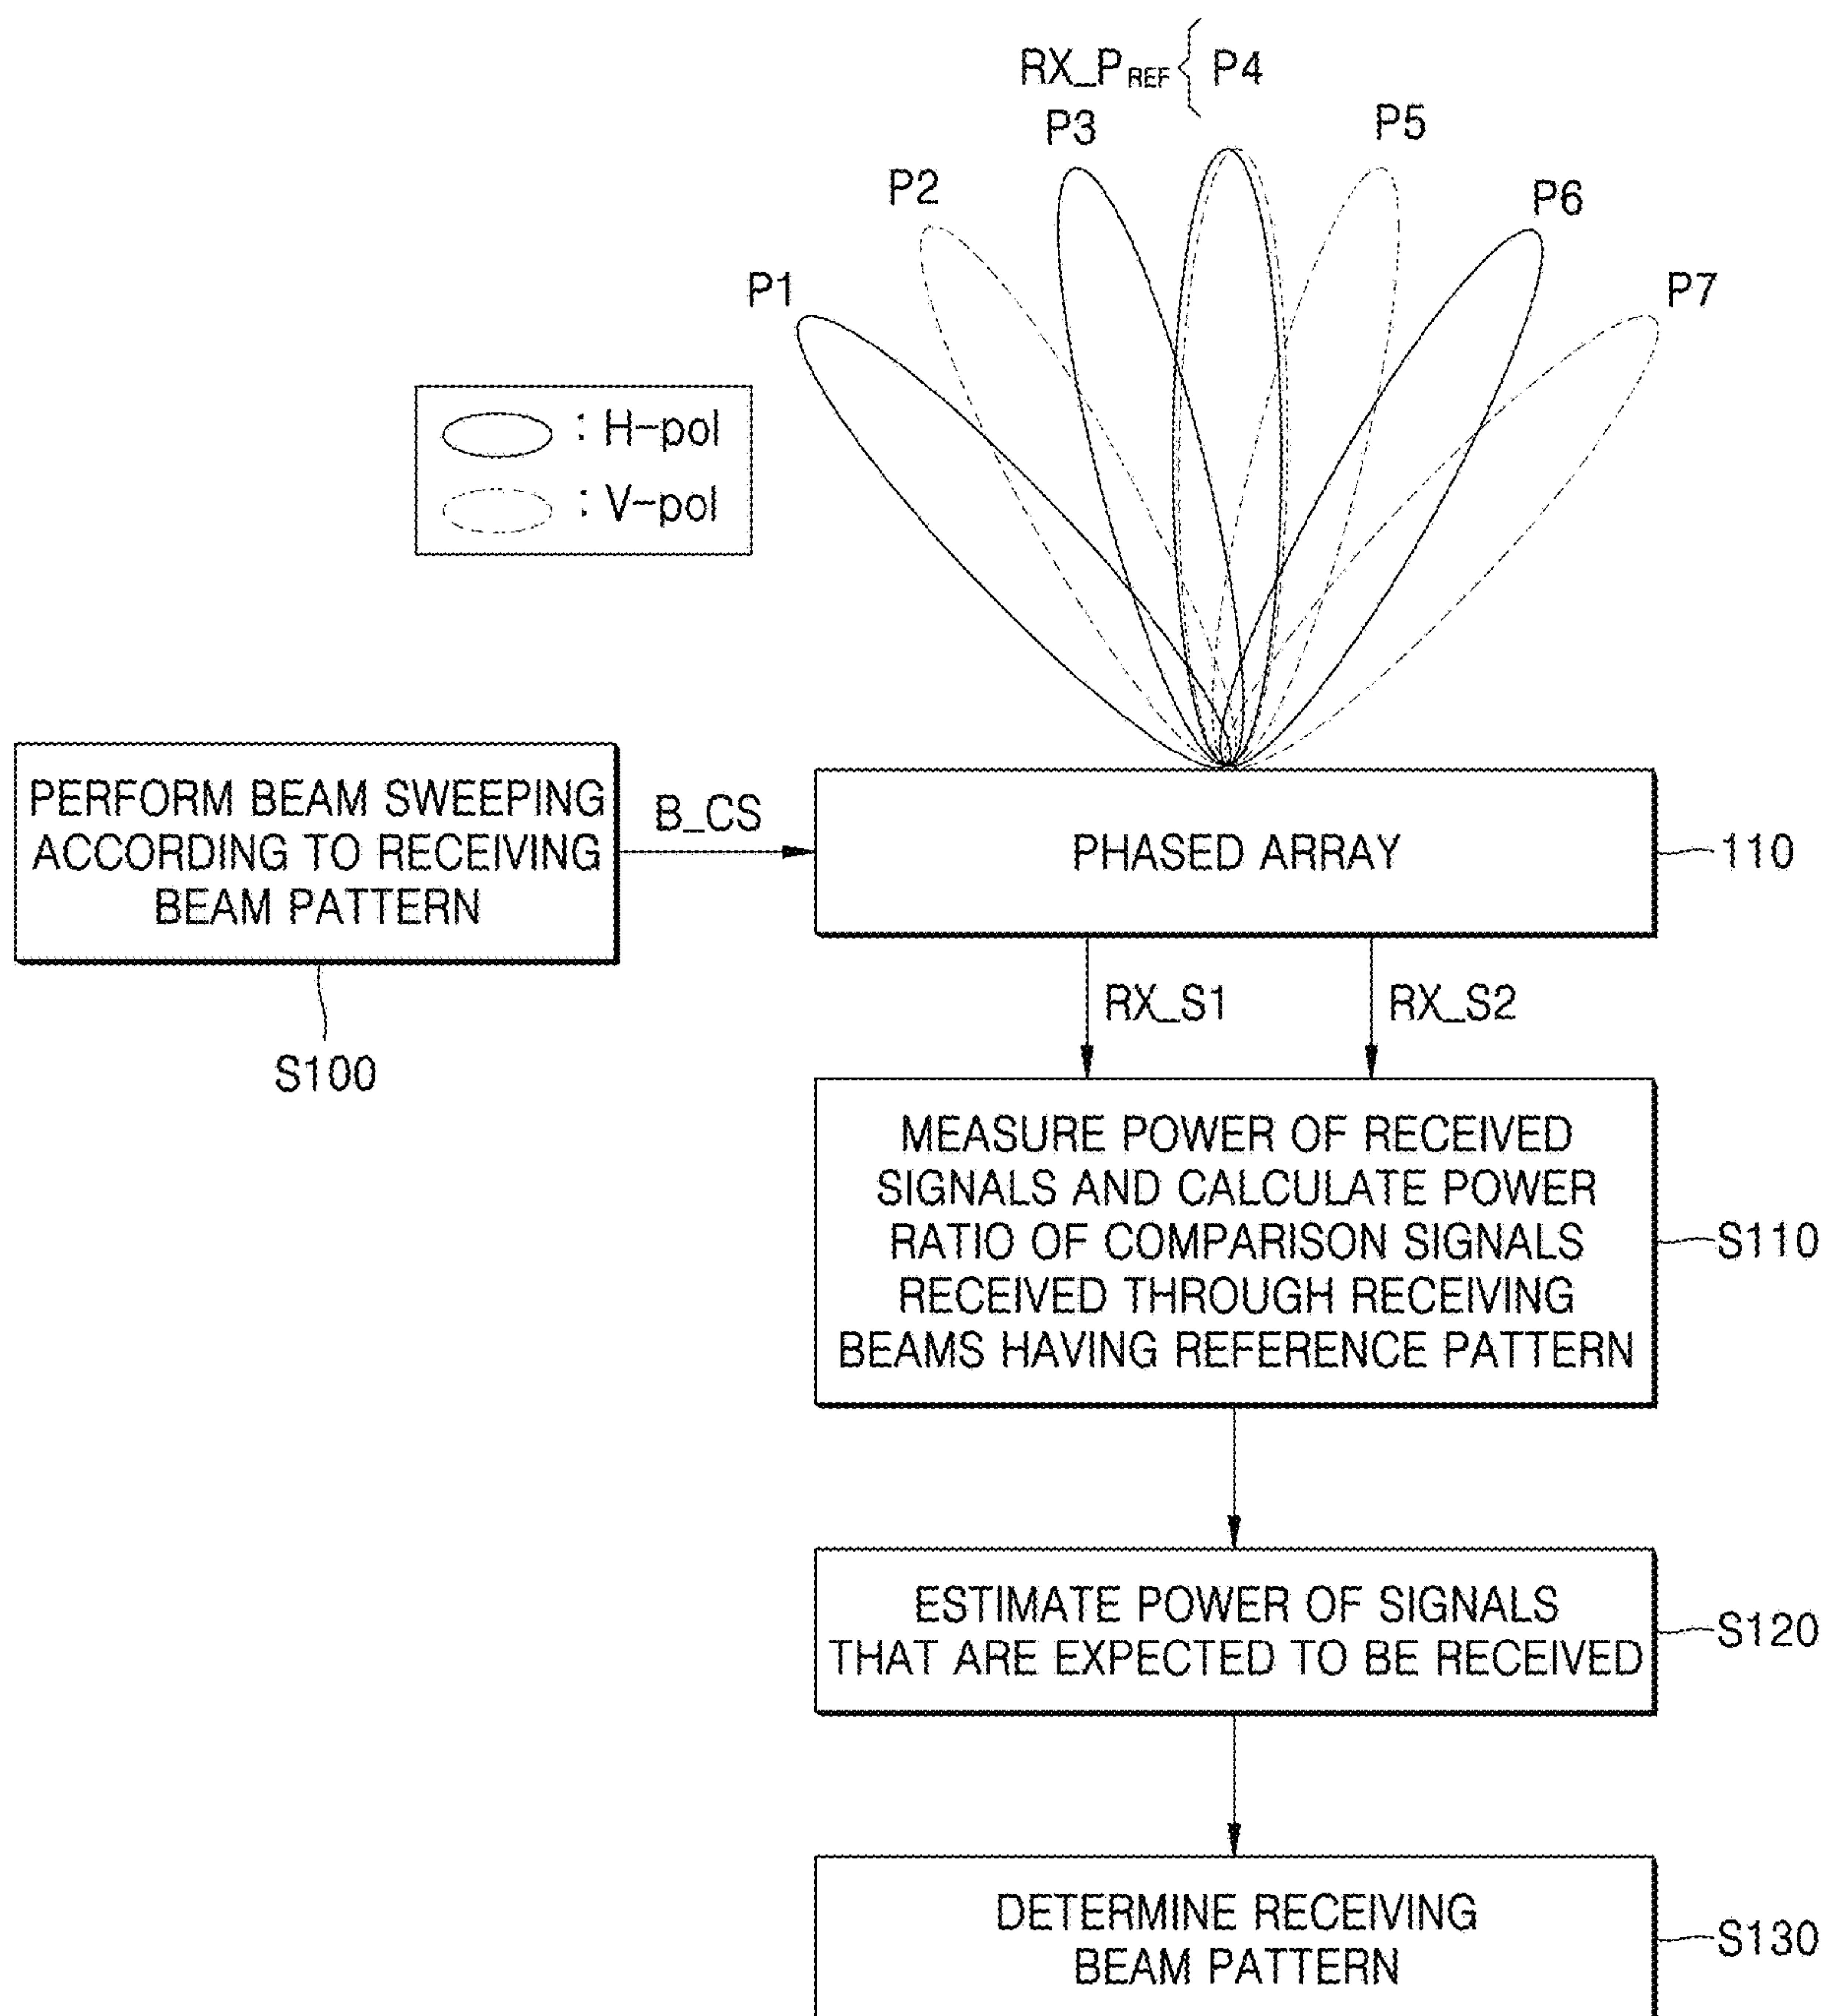 RX_PREF { P4
P3
P5
P2
P6
P1
P7
: H-pol
: V-pol
PERFORM BEAM SWEEPING
ACCORDING TO RECEIVING
BEAM PATTERN
B_CS
PHASED ARRAY
110
S100
RX_S1
RX_S2
MEASURE POWER OF RECEIVED
SIGNALS AND CALCULATE POWER
RATIO OF COMPARISON SIGNALS
RECEIVED THROUGH RECEIVING
BEAMS HAVING REFERENCE PATTERN
S110
ESTIMATE POWER OF SIGNALS
THAT ARE EXPECTED TO BE RECEIVED
S120
DETERMINE RECEIVING
BEAM PATTERN
S130